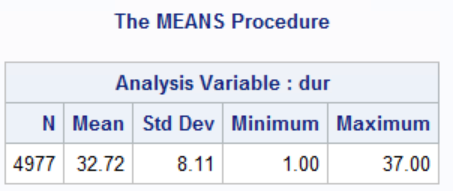 The MEANS Procedure
Analysis Variable : dur
N Mean Std Dev Minimum Maximum
4977 32.72 8.11 1.00 37.00